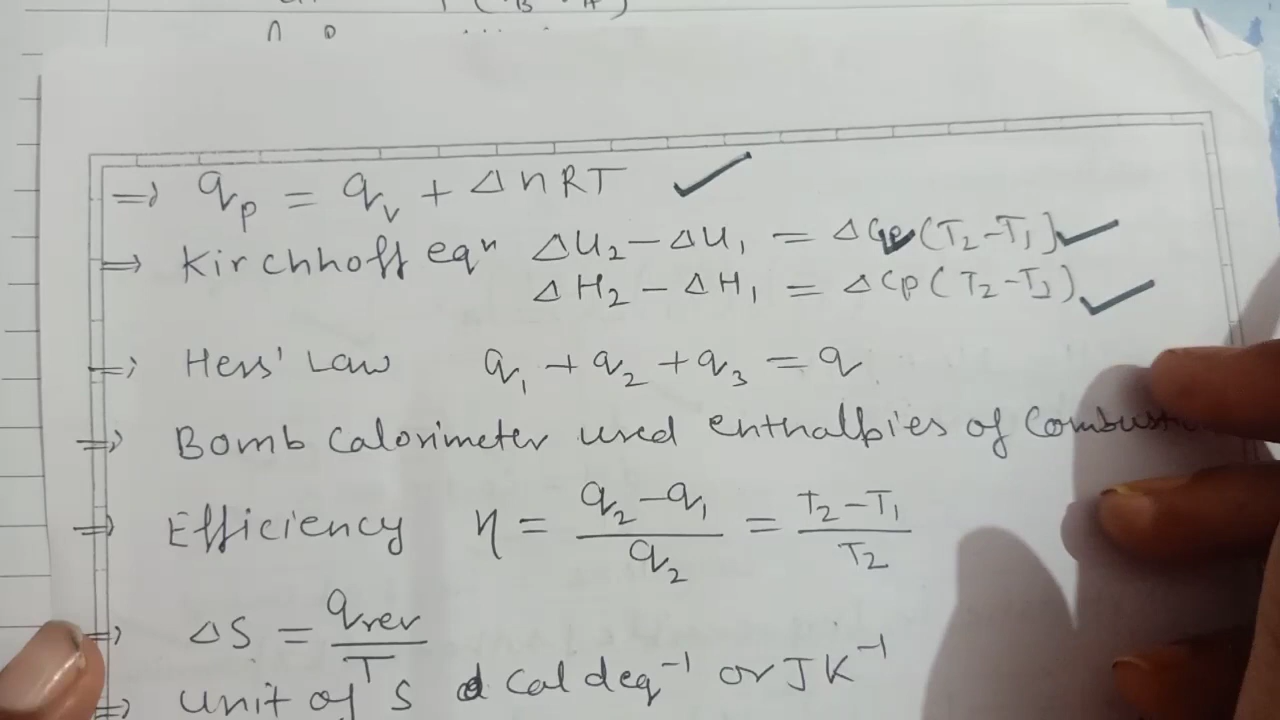 n 0
⇒ qp = qv + ΔnRT ✓
⇒ Kirchhoff eqⁿ ΔU₂ − ΔU₁ = ΔCv (T₂ − T₁) ✓
ΔH₂ − ΔH₁ = ΔCp (T₂ − T₁) ✓
⇒ Hess' Law q₁ + q₂ + q₃ = q
⇒ Bomb Calorimeter used enthalpies of
⇒ Efficiency η = (q₂ − q₁)/q₂ = (T₂ − T₁)/T₂
⇒ ΔS = qrev/T
⇒ unit of S Cal deg⁻¹ or JK⁻¹